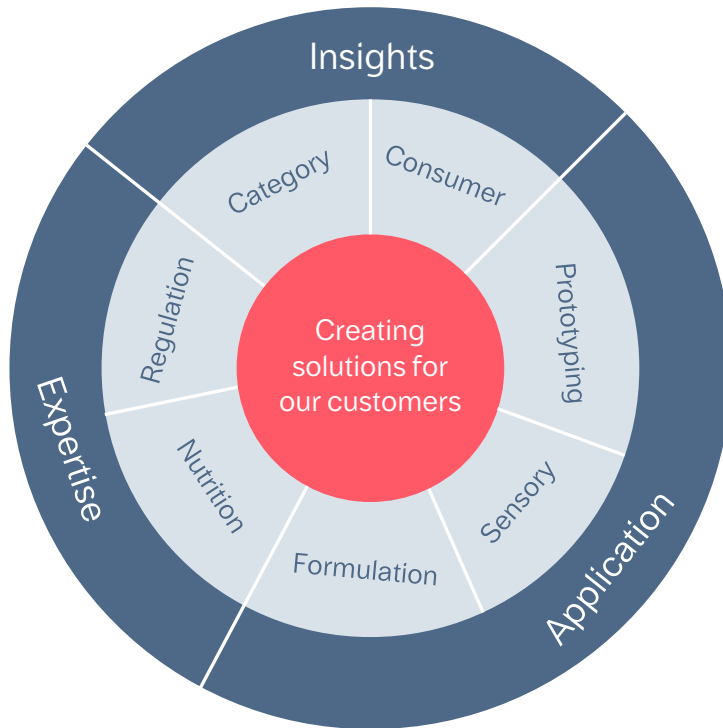 Insights
Category
Consumer
Regulation
Prototyping
Creating
solutions for
our customers
Expertise
Nutrition
Sensory
Formulation
Application